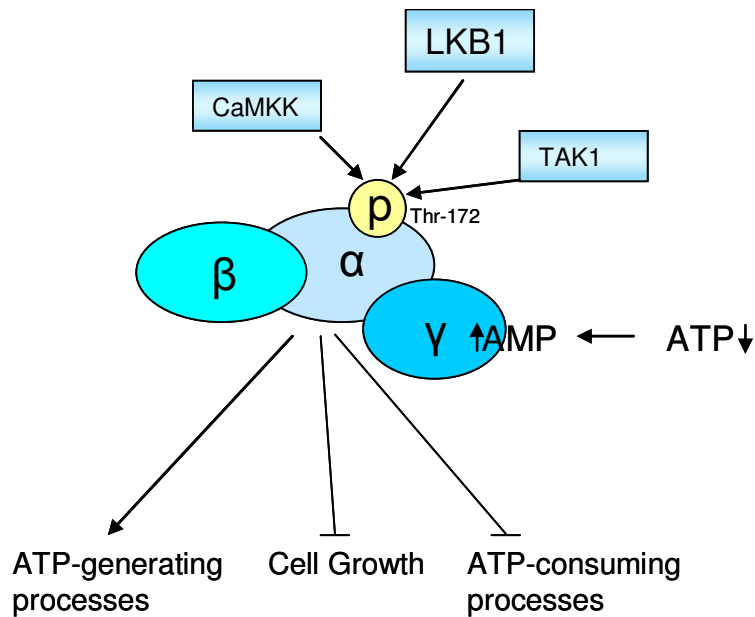 LKB1
CaMKK
TAK1
p
Thr-172
α
β
γ
AMP
ATP
ATP-generating
processes
Cell Growth
ATP-consuming
processes